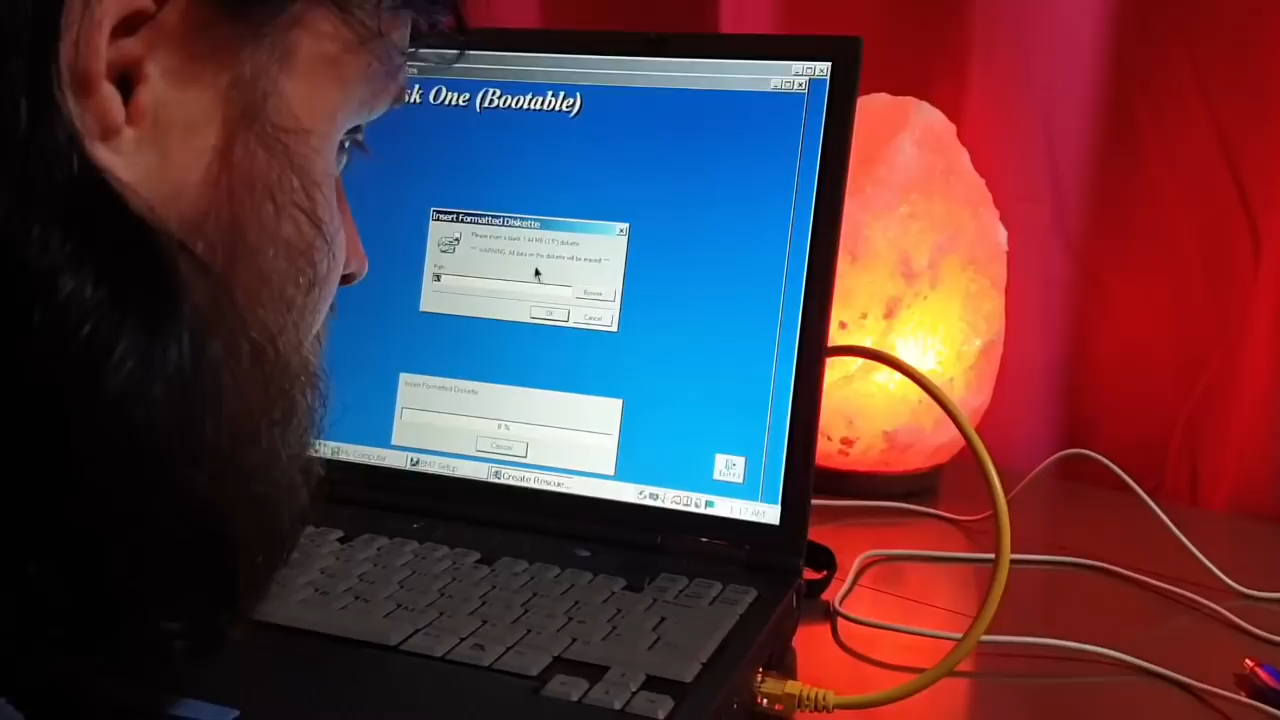 sk One (Bootable)
Insert Formatted Diskette
Please insert a blank 1.44 MB (3.5") diskette
** WARNING: All data on this diskette will be erased! **
Path:
Browse
OK
Cancel
Insert Formatted Diskette
0 %
Cancel
My Computer
Setup
Create Rescue...
1:17 AM